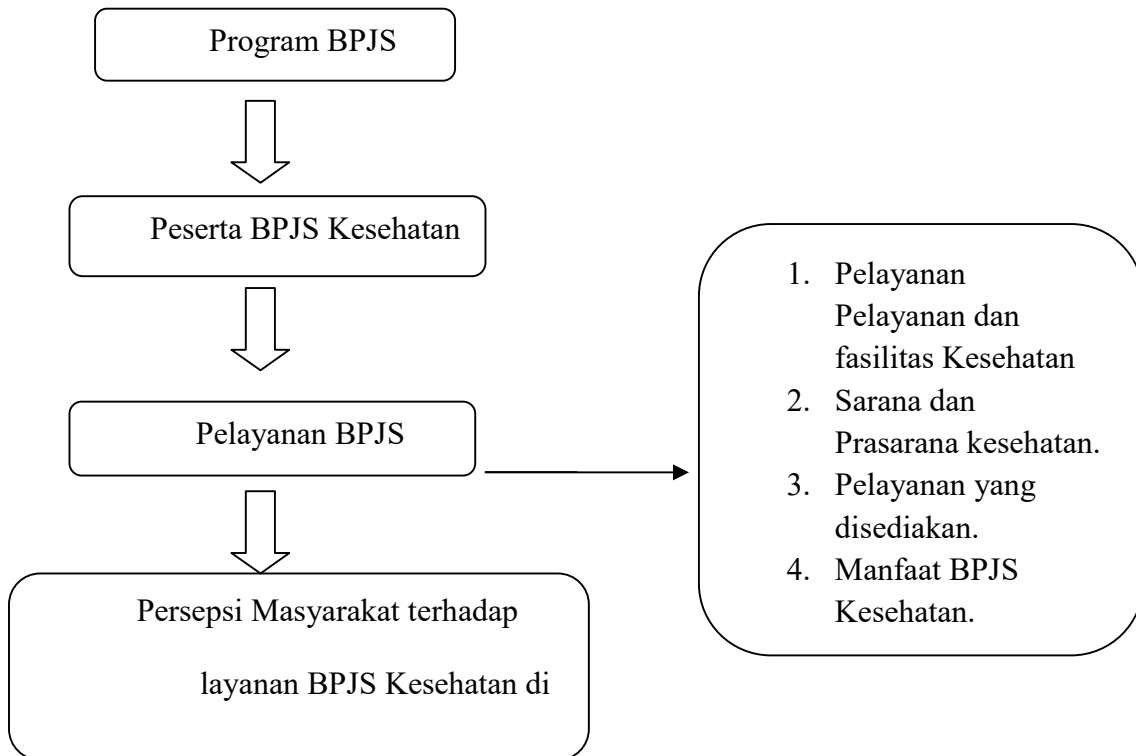 Program BPJS
Peserta BPJS Kesehatan
Pelayanan BPJS
Persepsi Masyarakat terhadap
layanan BPJS Kesehatan di
1. Pelayanan
Pelayanan dan
fasilitas Kesehatan
2. Sarana dan
Prasarana kesehatan.
3. Pelayanan yang
disediakan.
4. Manfaat BPJS
Kesehatan.